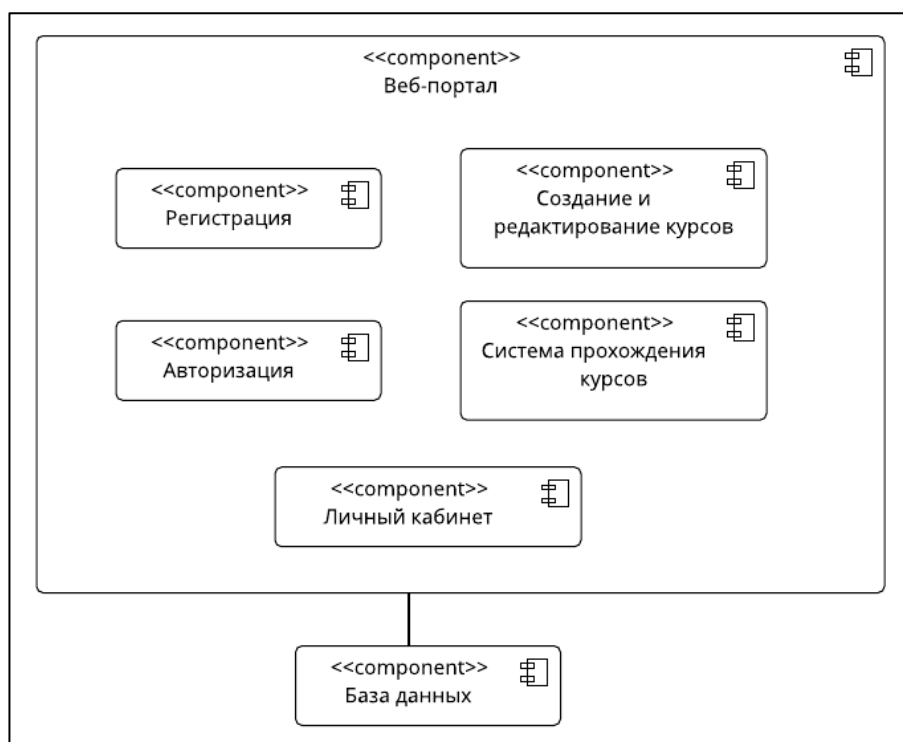 <<component>>
Веб-портал
<<component>>
Регистрация
<<component>>
Создание и
редактирование курсов
<<component>>
Авторизация
<<component>>
Система прохождения
курсов
<<component>>
Личный кабинет
<<component>>
База данных